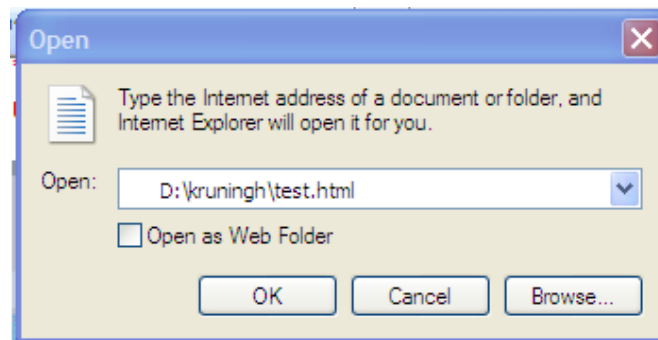 Open
Type the Internet address of a document or folder, and
Internet Explorer will open it for you.
Open: D:\kruningh\test.html
Open as Web Folder
OK Cancel Browse...